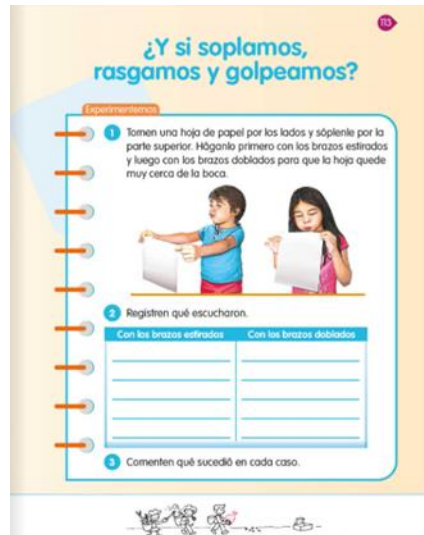 113
¿Y si soplamos,
rasgamos y golpeamos?
Experimentemos
1 Tomen una hoja de papel por los lados y sóplenle por la
parte superior. Háganlo primero con los brazos estirados
y luego con los brazos doblados para que la hoja quede
muy cerca de la boca.
2 Registren qué escucharon.
Con los brazos estirados Con los brazos doblados
3 Comenten qué sucedió en cada caso.